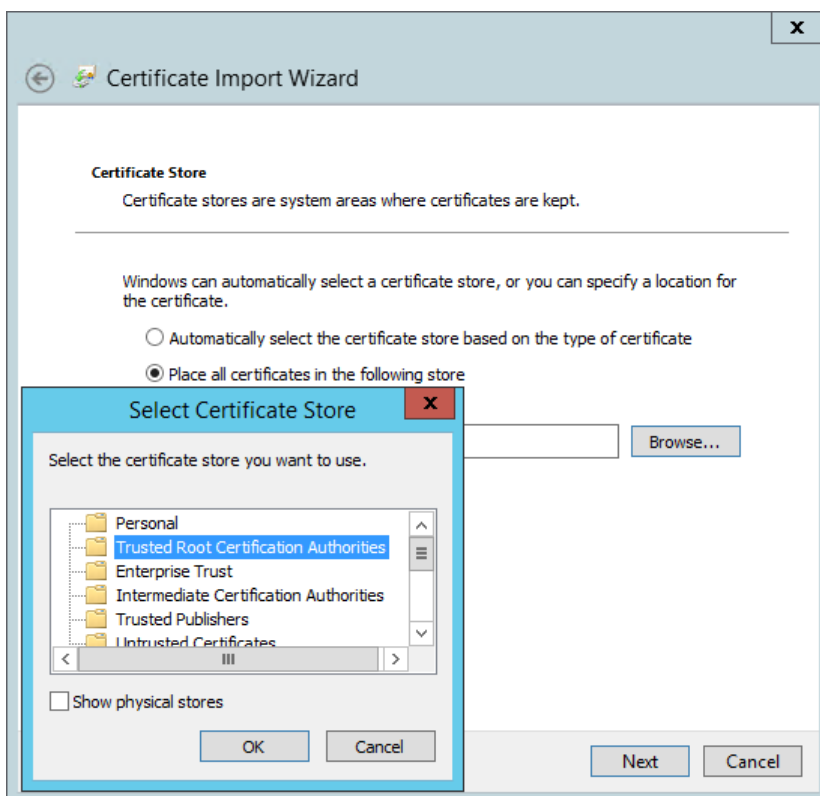 x
Certificate Import Wizard
Certificate Store
Certificate stores are system areas where certificates are kept.
Windows can automatically select a certificate store, or you can specify a location for
the certificate.
Automatically select the certificate store based on the type of certificate
Place all certificates in the following store
Select Certificate Store
x
Browse...
Select the certificate store you want to use.
Personal
Trusted Root Certification Authorities
Enterprise Trust
Intermediate Certification Authorities
Trusted Publishers
Untrusted Certificates
Show physical stores
OK
Cancel
Next
Cancel